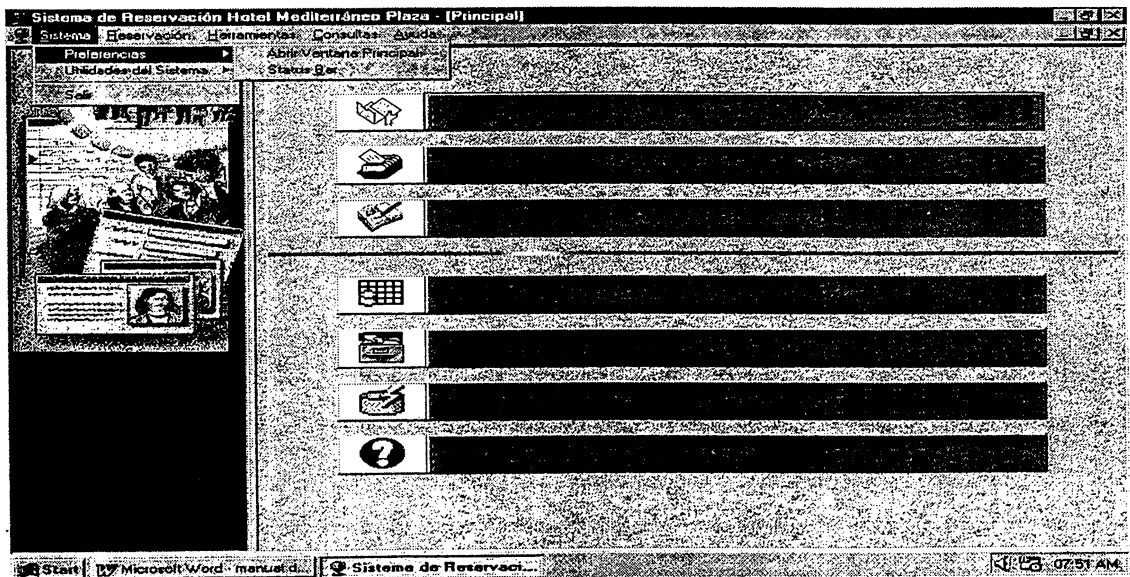 Sistema de Reservación Hotel Mediterráneo Plaza - [Principal]
Sistema Reservación Herramientas Consultas Ayuda
Preferencias Abrir Ventana Principal
Utilidades del Sistema Status Bar
Salir
?
Start Microsoft Word - manual d... Sistema de Reservaci... 07:51 AM